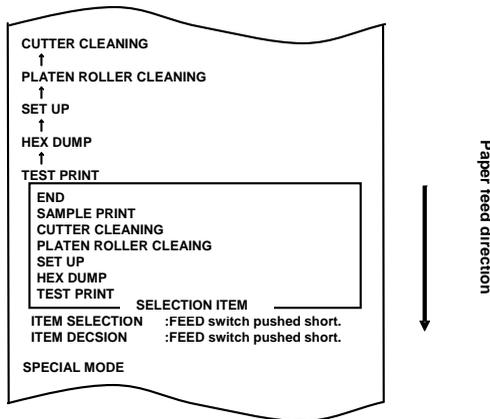 CUTTER CLEANING
↑
PLATEN ROLLER CLEANING
↑
SET UP
↑
HEX DUMP
↑
TEST PRINT
END
SAMPLE PRINT
CUTTER CLEANING
PLATEN ROLLER CLEAING
SET UP
HEX DUMP
TEST PRINT
SELECTION ITEM
ITEM SELECTION :FEED switch pushed short.
ITEM DECSION :FEED switch pushed short.
SPECIAL MODE
Paper feed direction